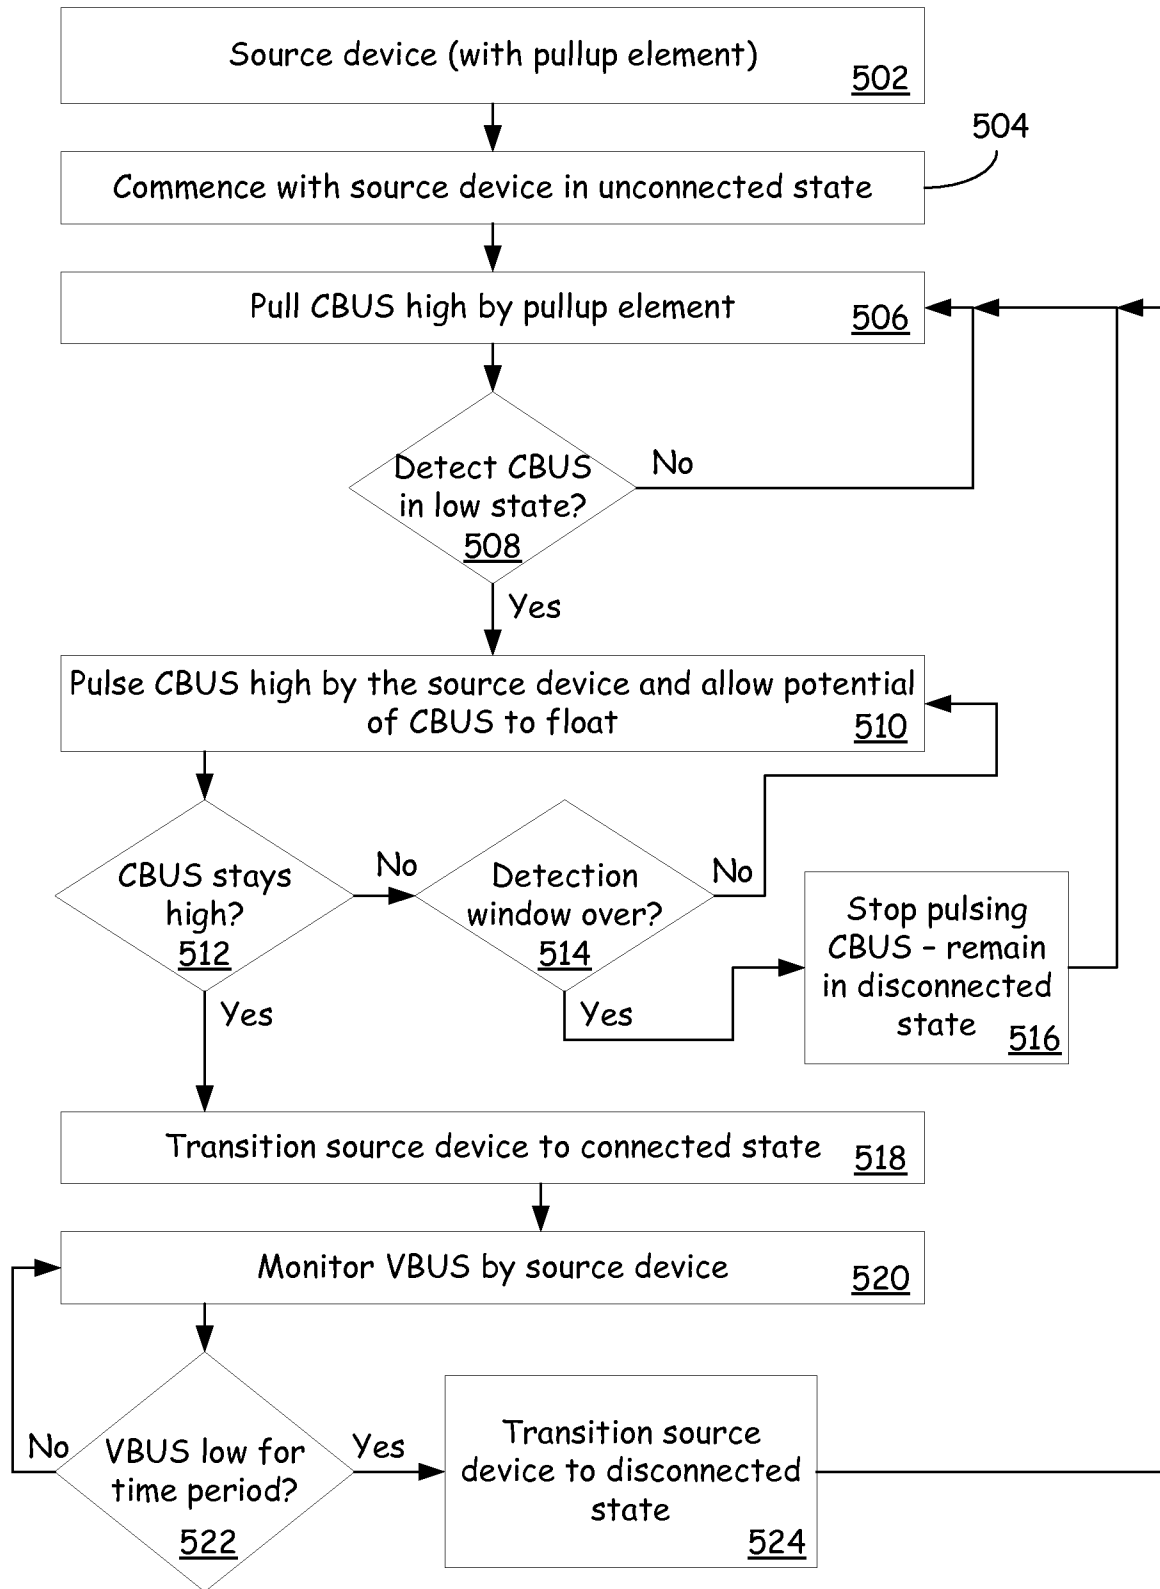 Source device (with pullup element)
502
504
Commence with source device in unconnected state
Pull CBUS high by pullup element
506
Detect CBUS
in low state?
508
No
Yes
Pulse CBUS high by the source device and allow potential
of CBUS to float
510
CBUS stays
high?
512
No
Detection
window over?
514
No
Stop pulsing
CBUS – remain
in disconnected
state
516
Yes
Yes
Transition source device to connected state
518
Monitor VBUS by source device
520
No
VBUS low for
time period?
522
Yes
Transition source
device to disconnected
state
524